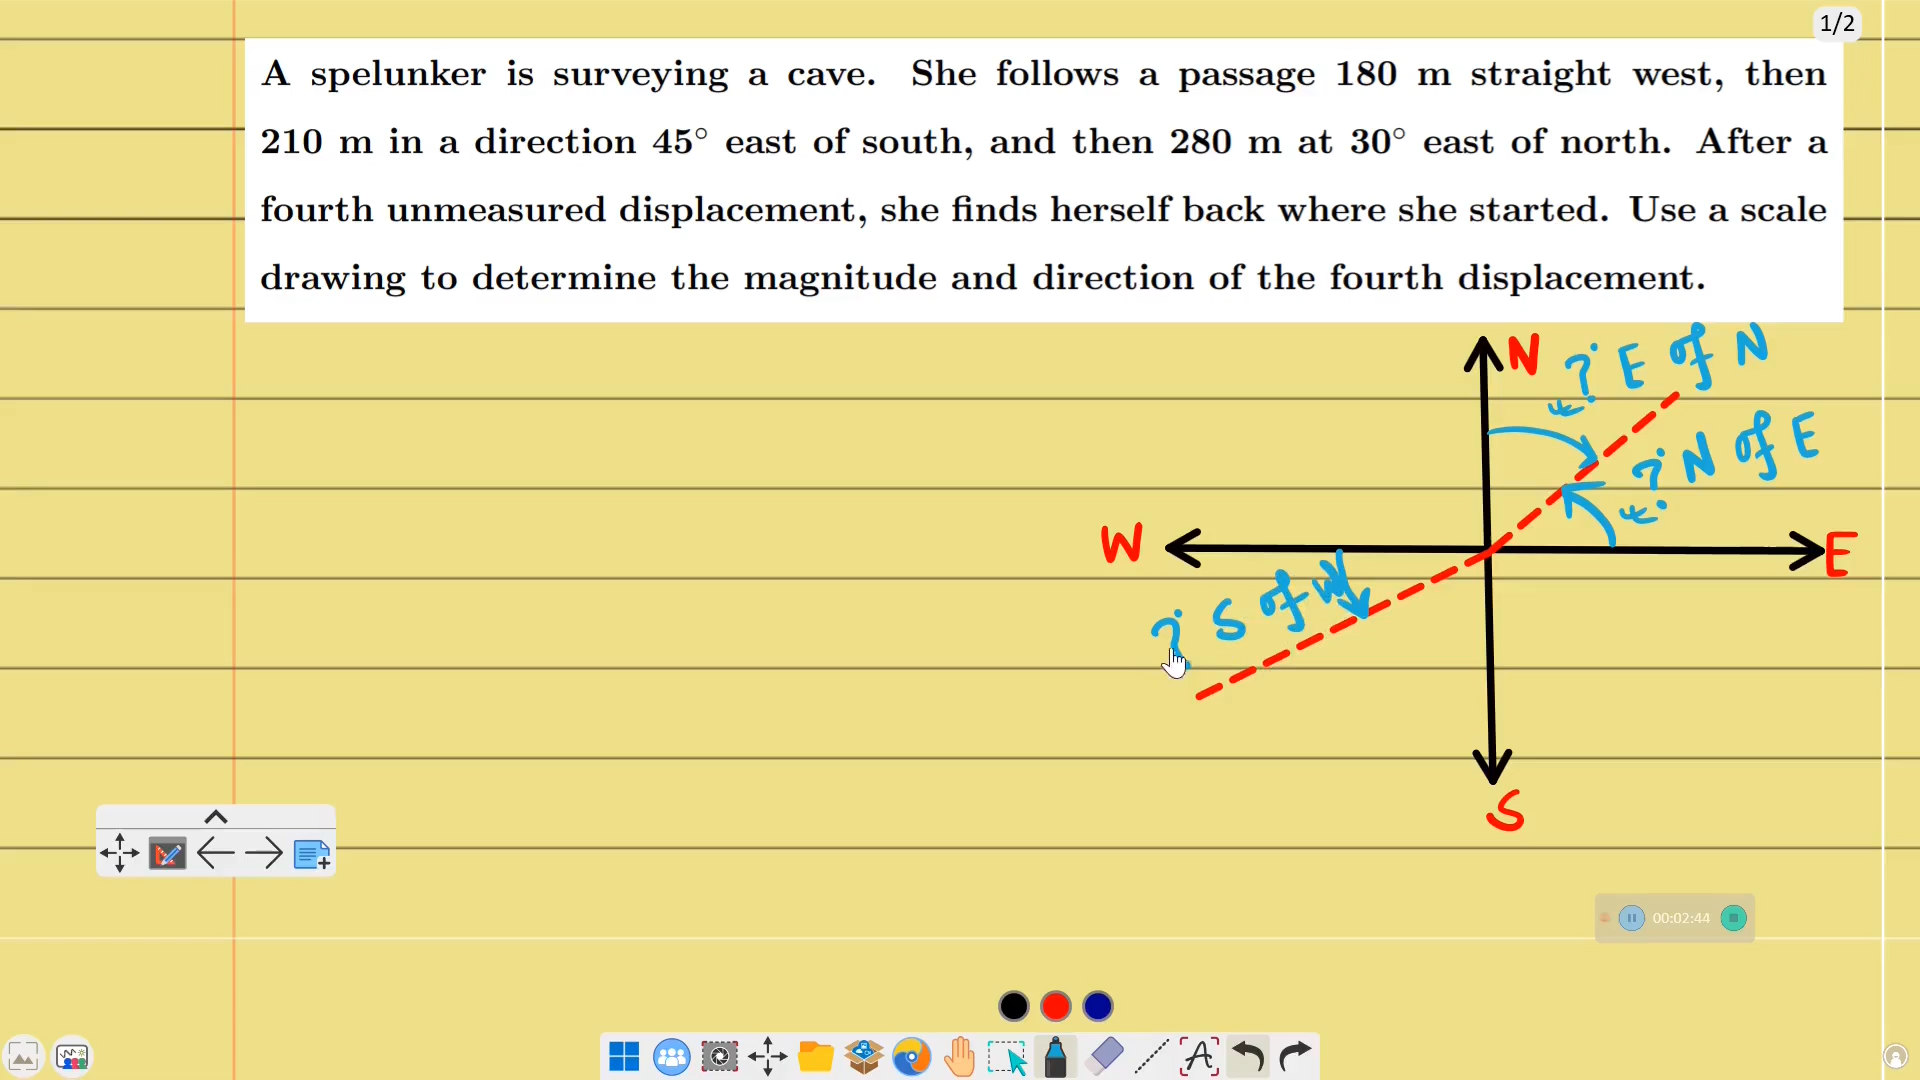 1/2
A spelunker is surveying a cave. She follows a passage 180 m straight west, then
210 m in a direction 45° east of south, and then 280 m at 30° east of north. After a
fourth unmeasured displacement, she finds herself back where she started. Use a scale
drawing to determine the magnitude and direction of the fourth displacement.
N
? E of N
? N of E
W
E
? S of W
S
00:02:44